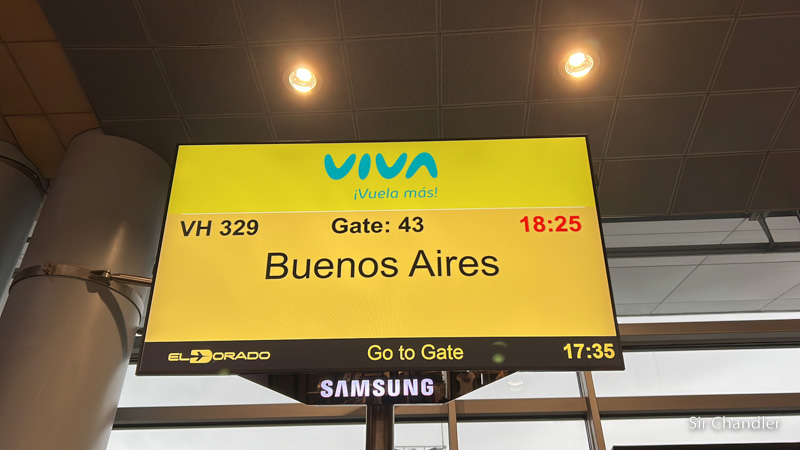 VIVA
¡Vuela más!
VH 329 Gate: 43 18:25
Buenos Aires
EL DORADO Go to Gate 17:35
SAMSUNG
Sir Chandler